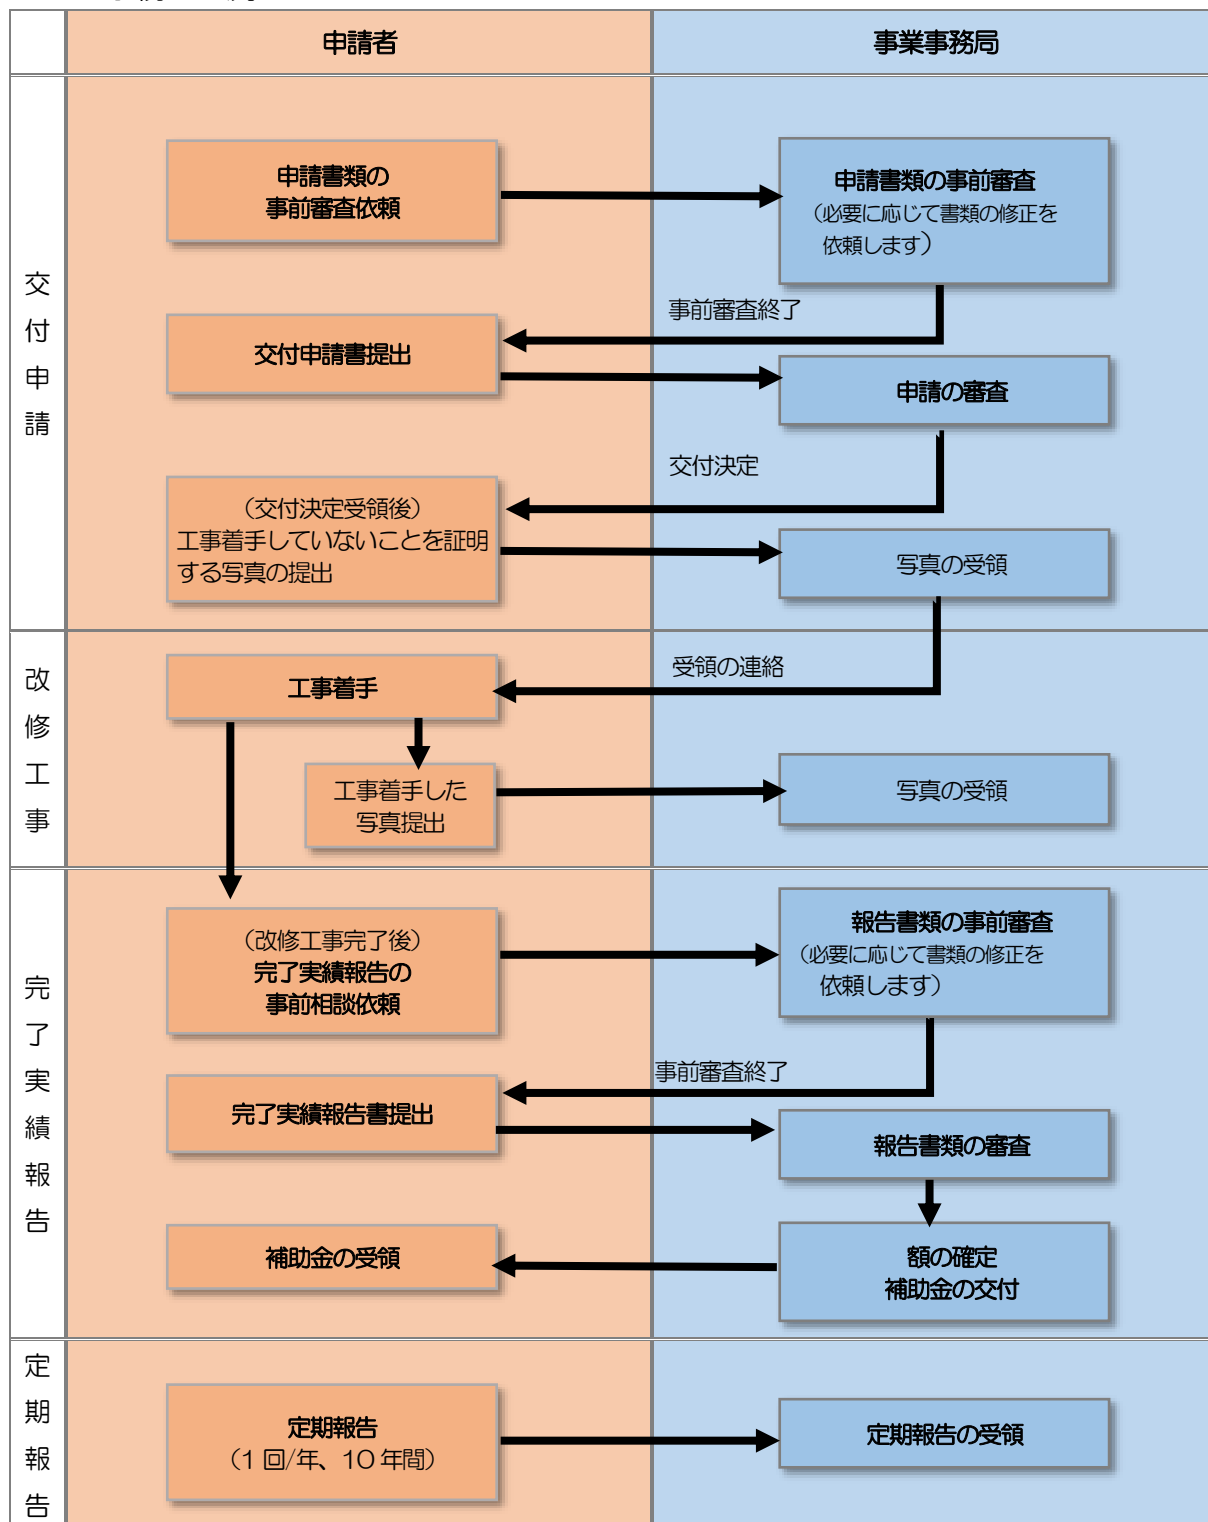 申請者
事業事務局
交付申請
申請書類の
事前審査依頼
申請書類の事前審査
（必要に応じて書類の修正を
依頼します）
事前審査終了
交付申請書提出
申請の審査
交付決定
（交付決定受領後）
工事着手していないことを証明
する写真の提出
写真の受領
改修工事
受領の連絡
工事着手
工事着手した
写真提出
写真の受領
完了実績報告
（改修工事完了後）
完了実績報告の
事前相談依頼
報告書類の事前審査
（必要に応じて書類の修正を
依頼します）
事前審査終了
完了実績報告書提出
報告書類の審査
補助金の受領
額の確定
補助金の交付
定期報告
定期報告
（1回/年、10年間）
定期報告の受領